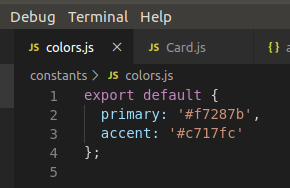 Debug Terminal Help
JS colors.js × JS Card.js
constants > JS colors.js
1 export default {
2 primary: '#f7287b',
3 accent: '#c717fc'
4 };
5